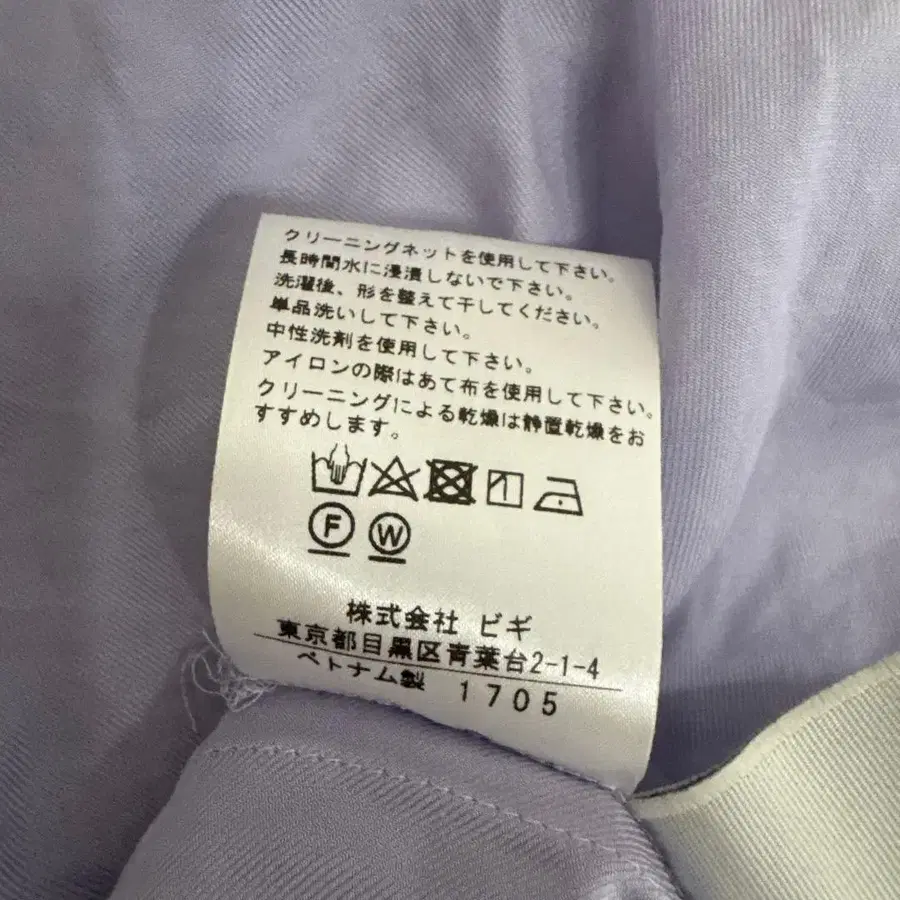 クリーニングネットを使用して下さい。
長時間水に浸漬しないで下さい。
洗濯後、形を整えて干してください。
単品洗いして下さい。
中性洗剤を使用して下さい。
アイロンの際はあて布を使用して下さい。
クリーニングによる乾燥は静置乾燥をお
すすめします。
F W
株式会社 ビギ
東京都目黒区青葉台2-1-4
ベトナム製 1705